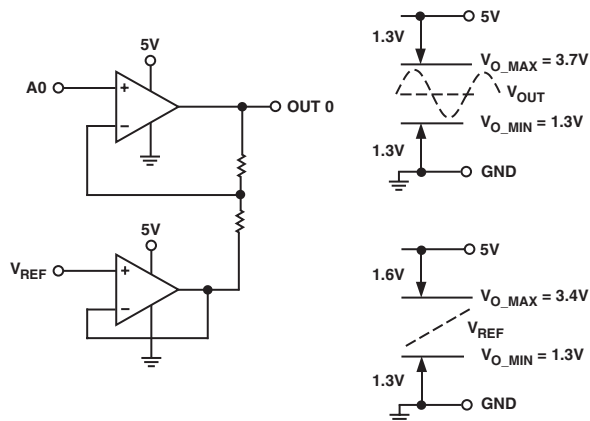 5V
A0
+
−
OUT 0
5V
V_REF
+
−
5V
1.3V
V_O_MAX = 3.7V
V_OUT
V_O_MIN = 1.3V
1.3V
GND
5V
1.6V
V_O_MAX = 3.4V
V_REF
V_O_MIN = 1.3V
1.3V
GND